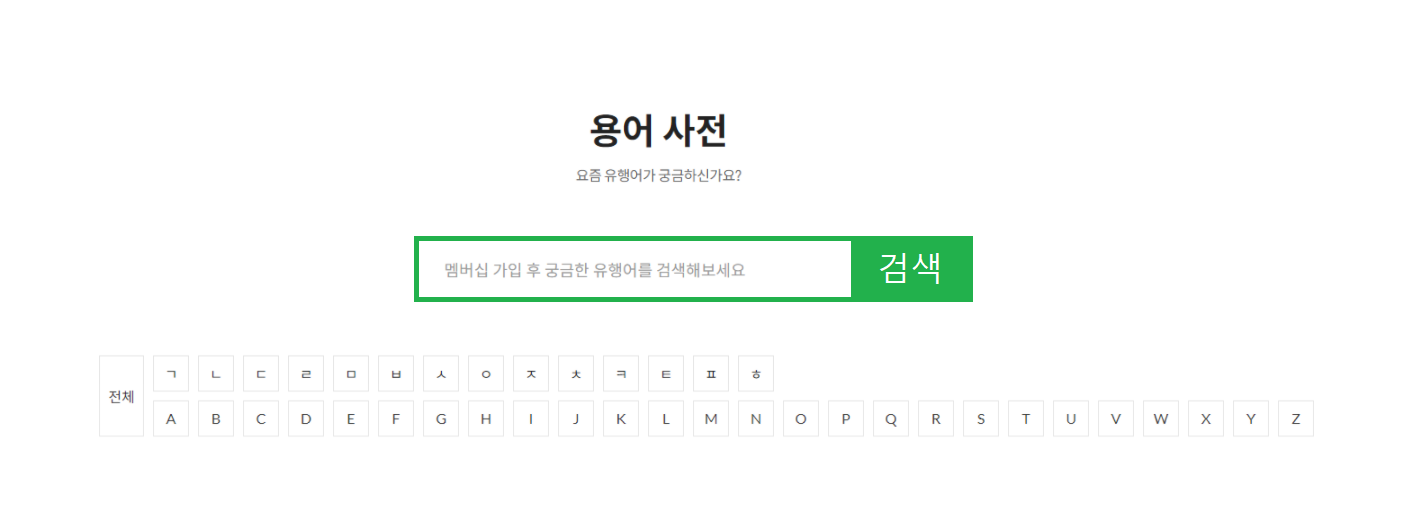 용어 사전
요즘 유행어가 궁금하신가요?
멤버십 가입 후 궁금한 유행어를 검색해보세요 검색
전체
ㄱ ㄴ ㄷ ㄹ ㅁ ㅂ ㅅ ㅇ ㅈ ㅊ ㅋ ㅌ ㅍ ㅎ
A B C D E F G H I J K L M N O P Q R S T U V W X Y Z